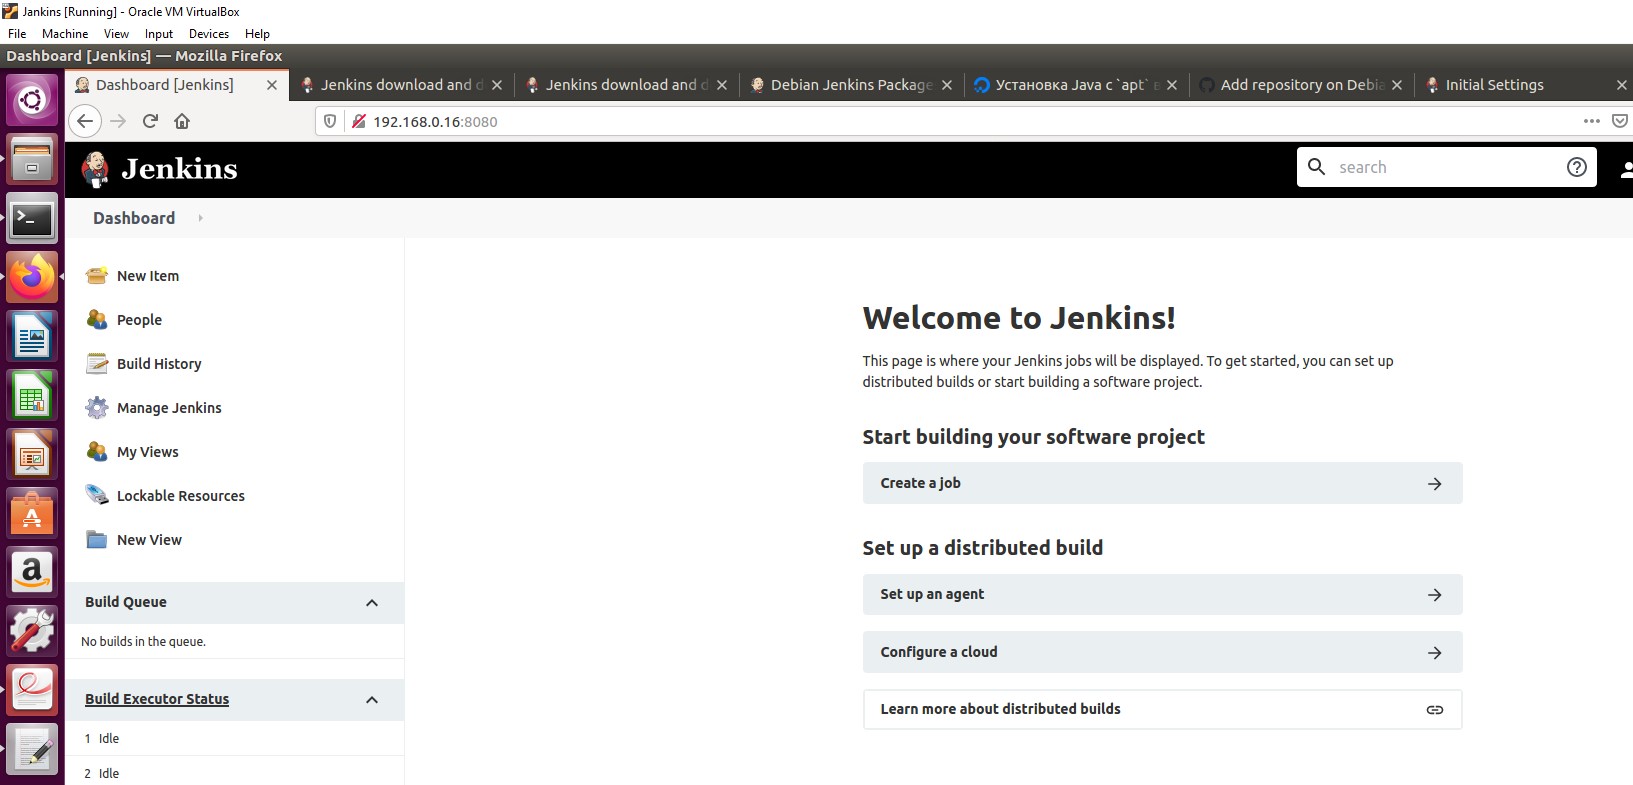 Jankins [Running] - Oracle VM VirtualBox
File Machine View Input Devices Help
Dashboard [Jenkins] — Mozilla Firefox
Dashboard [Jenkins] Jenkins download and d Jenkins download and d Debian Jenkins Package Установка Java с `apt` в Add repository on Debia Initial Settings
192.168.0.16:8080
Jenkins
search
Dashboard
New Item
People
Build History
Manage Jenkins
My Views
Lockable Resources
New View
Build Queue
No builds in the queue.
Build Executor Status
1 Idle
2 Idle
Welcome to Jenkins!
This page is where your Jenkins jobs will be displayed. To get started, you can set up
distributed builds or start building a software project.
Start building your software project
Create a job
Set up a distributed build
Set up an agent
Configure a cloud
Learn more about distributed builds